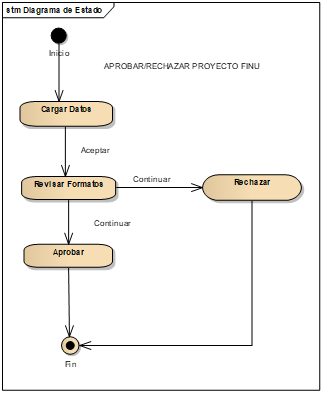 stm Diagrama de Estado
Inicio
APROBAR/RECHAZAR PROYECTO FINU
Cargar Datos
Aceptar
Revisar Formatos
Continuar
Rechazar
Continuar
Aprobar
Fin